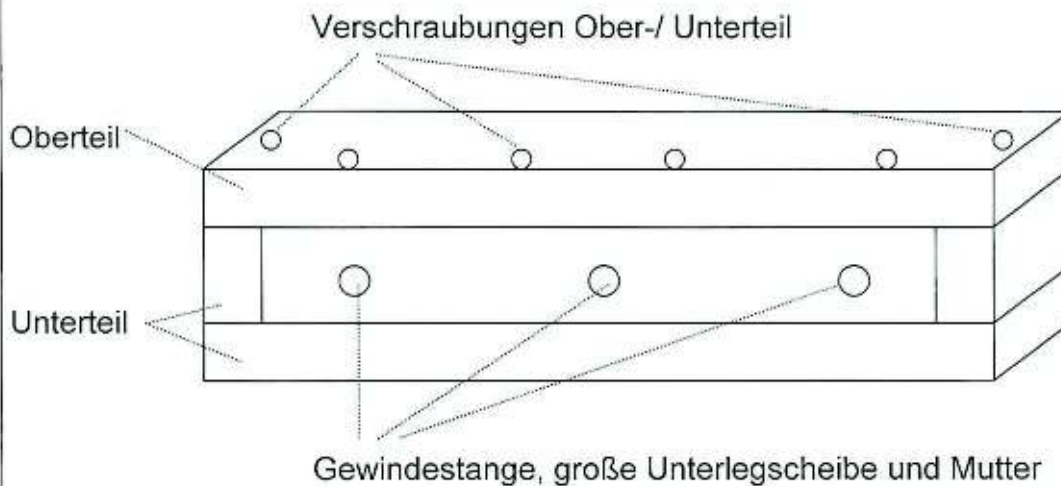 Verschraubungen Ober-/ Unterteil
Oberteil
Unterteil
Gewindestange, große Unterlegscheibe und Mutter